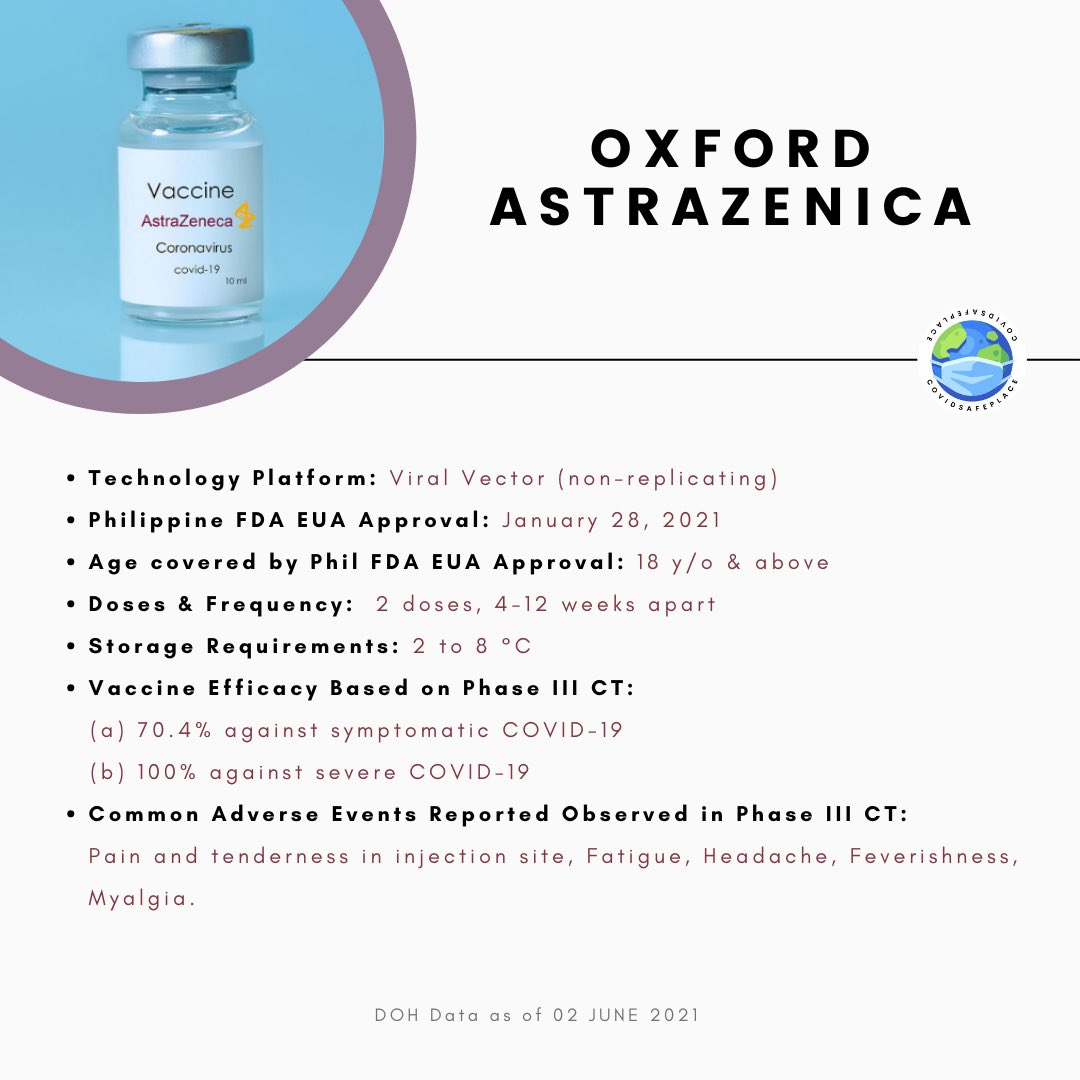 Vaccine
AstraZeneca
Coronavirus
covid-19
10 ml
OXFORD
ASTRAZENICA
COVIDSAFEPLACE
COVIDSAFEPLACE
• Technology Platform: Viral Vector (non-replicating)
• Philippine FDA EUA Approval: January 28, 2021
• Age covered by Phil FDA EUA Approval: 18 y/o & above
• Doses & Frequency: 2 doses, 4-12 weeks apart
• Storage Requirements: 2 to 8 °C
• Vaccine Efficacy Based on Phase III CT:
(a) 70.4% against symptomatic COVID-19
(b) 100% against severe COVID-19
• Common Adverse Events Reported Observed in Phase III CT:
Pain and tenderness in injection site, Fatigue, Headache, Feverishness,
Myalgia.
DOH Data as of 02 JUNE 2021